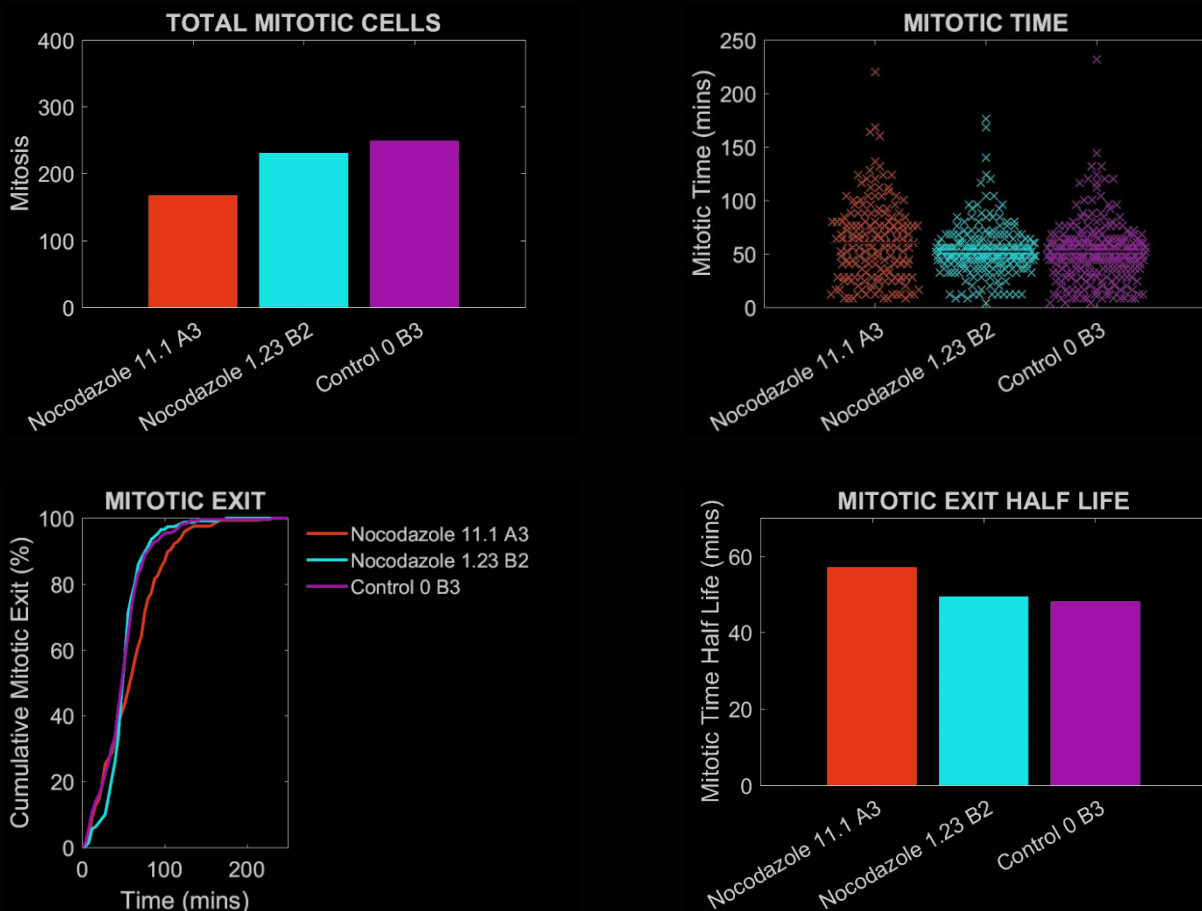 TOTAL MITOTIC CELLS
400
300
200
100
0
Mitosis
Nocodazole 11.1 A3
Nocodazole 1.23 B2
Control 0 B3
MITOTIC TIME
250
200
150
100
50
0
Mitotic Time (mins)
Nocodazole 11.1 A3
Nocodazole 1.23 B2
Control 0 B3
MITOTIC EXIT
100
80
60
40
20
0
Cumulative Mitotic Exit (%)
0 100 200
Time (mins)
Nocodazole 11.1 A3
Nocodazole 1.23 B2
Control 0 B3
MITOTIC EXIT HALF LIFE
60
40
20
0
Mitotic Time Half Life (mins)
Nocodazole 11.1 A3
Nocodazole 1.23 B2
Control 0 B3